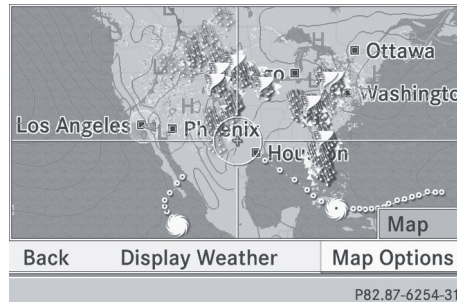 Ottawa
Washingto
Los Angeles
Phoenix
Houston
Map
Back Display Weather Map Options
P82.87-6254-31